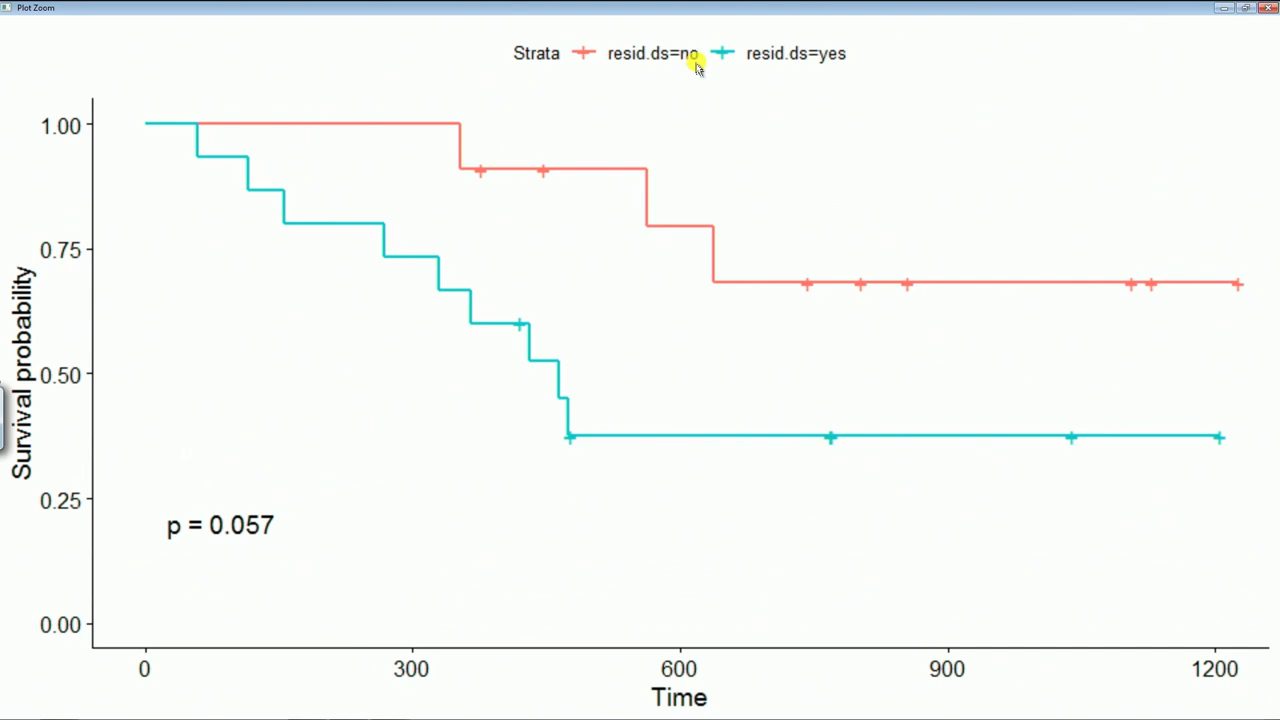 Plot Zoom
Strata resid.ds=no resid.ds=yes
1.00
0.75
0.50
0.25
0.00
Survival probability
p = 0.057
0 300 600 900 1200
Time